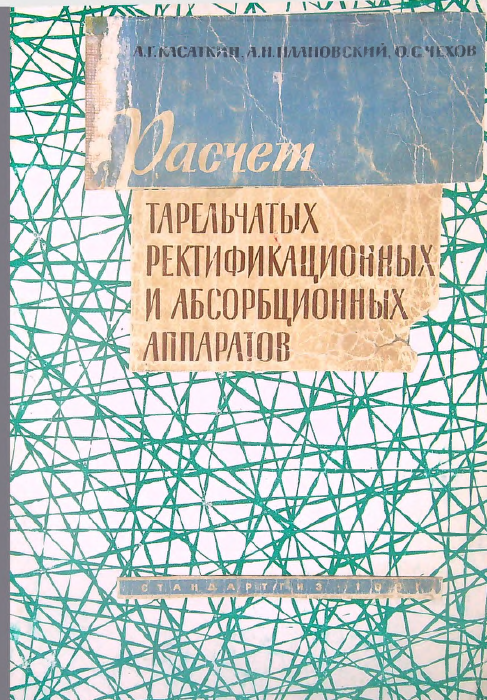 А.Г. КАСАТКИН, А.Н. ПЛАНОВСКИЙ, О.С. ЧЕХОВ
Расчет
ТАРЕЛЬЧАТЫХ
РЕКТИФИКАЦИОННЫХ
И АБСОРБЦИОННЫХ
АППАРАТОВ
СТАНДАРТГИЗ